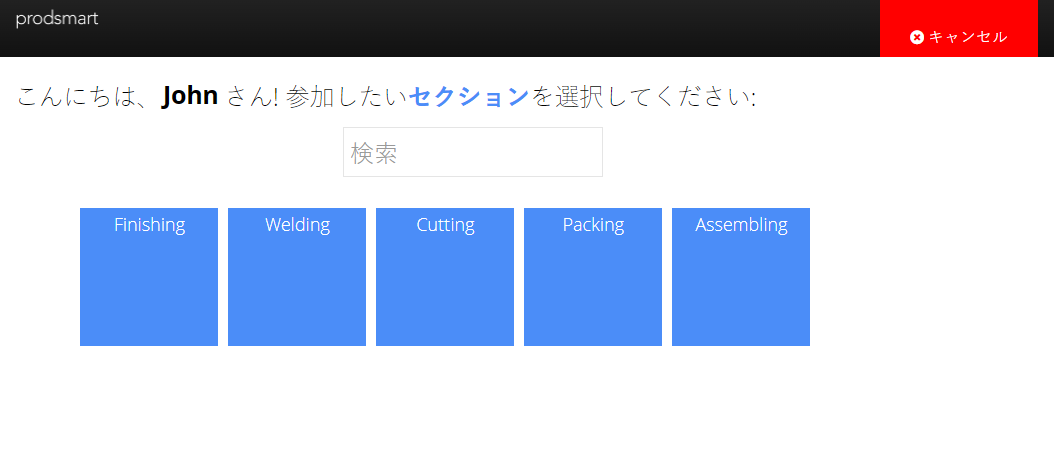 prodsmart
キャンセル
こんにちは、John さん! 参加したいセクションを選択してください:
検索
Finishing Welding Cutting Packing Assembling